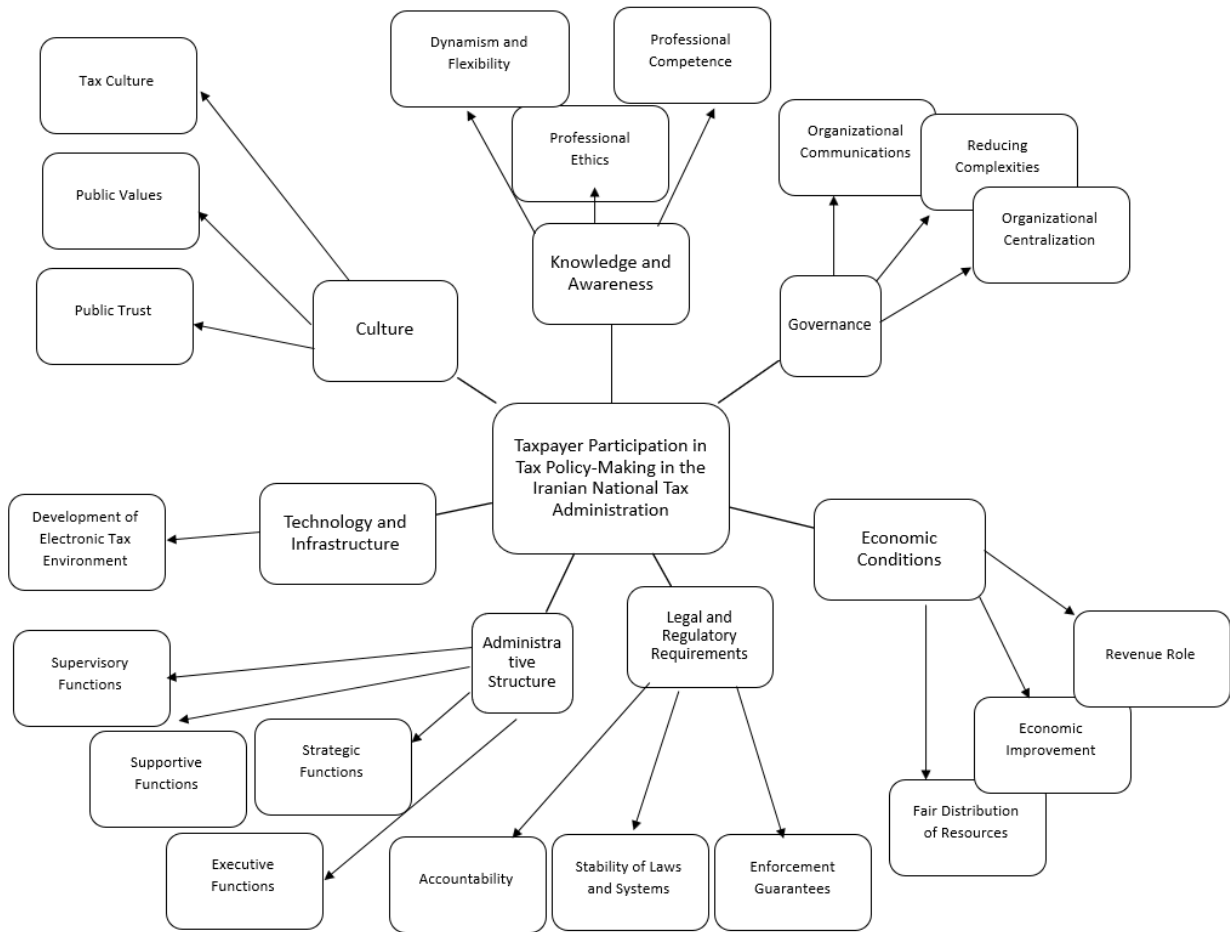 Tax Culture
Public Values
Public Trust
Culture
Dynamism and
Flexibility
Professional
Ethics
Professional
Competence
Knowledge and
Awareness
Organizational
Communications
Reducing
Complexities
Organizational
Centralization
Governance
Taxpayer Participation in
Tax Policy-Making in the
Iranian National Tax
Administration
Technology and
Infrastructure
Development of
Electronic Tax
Environment
Economic
Conditions
Revenue Role
Economic
Improvement
Fair Distribution
of Resources
Legal and
Regulatory
Requirements
Accountability
Stability of Laws
and Systems
Enforcement
Guarantees
Administra
tive
Structure
Supervisory
Functions
Supportive
Functions
Strategic
Functions
Executive
Functions